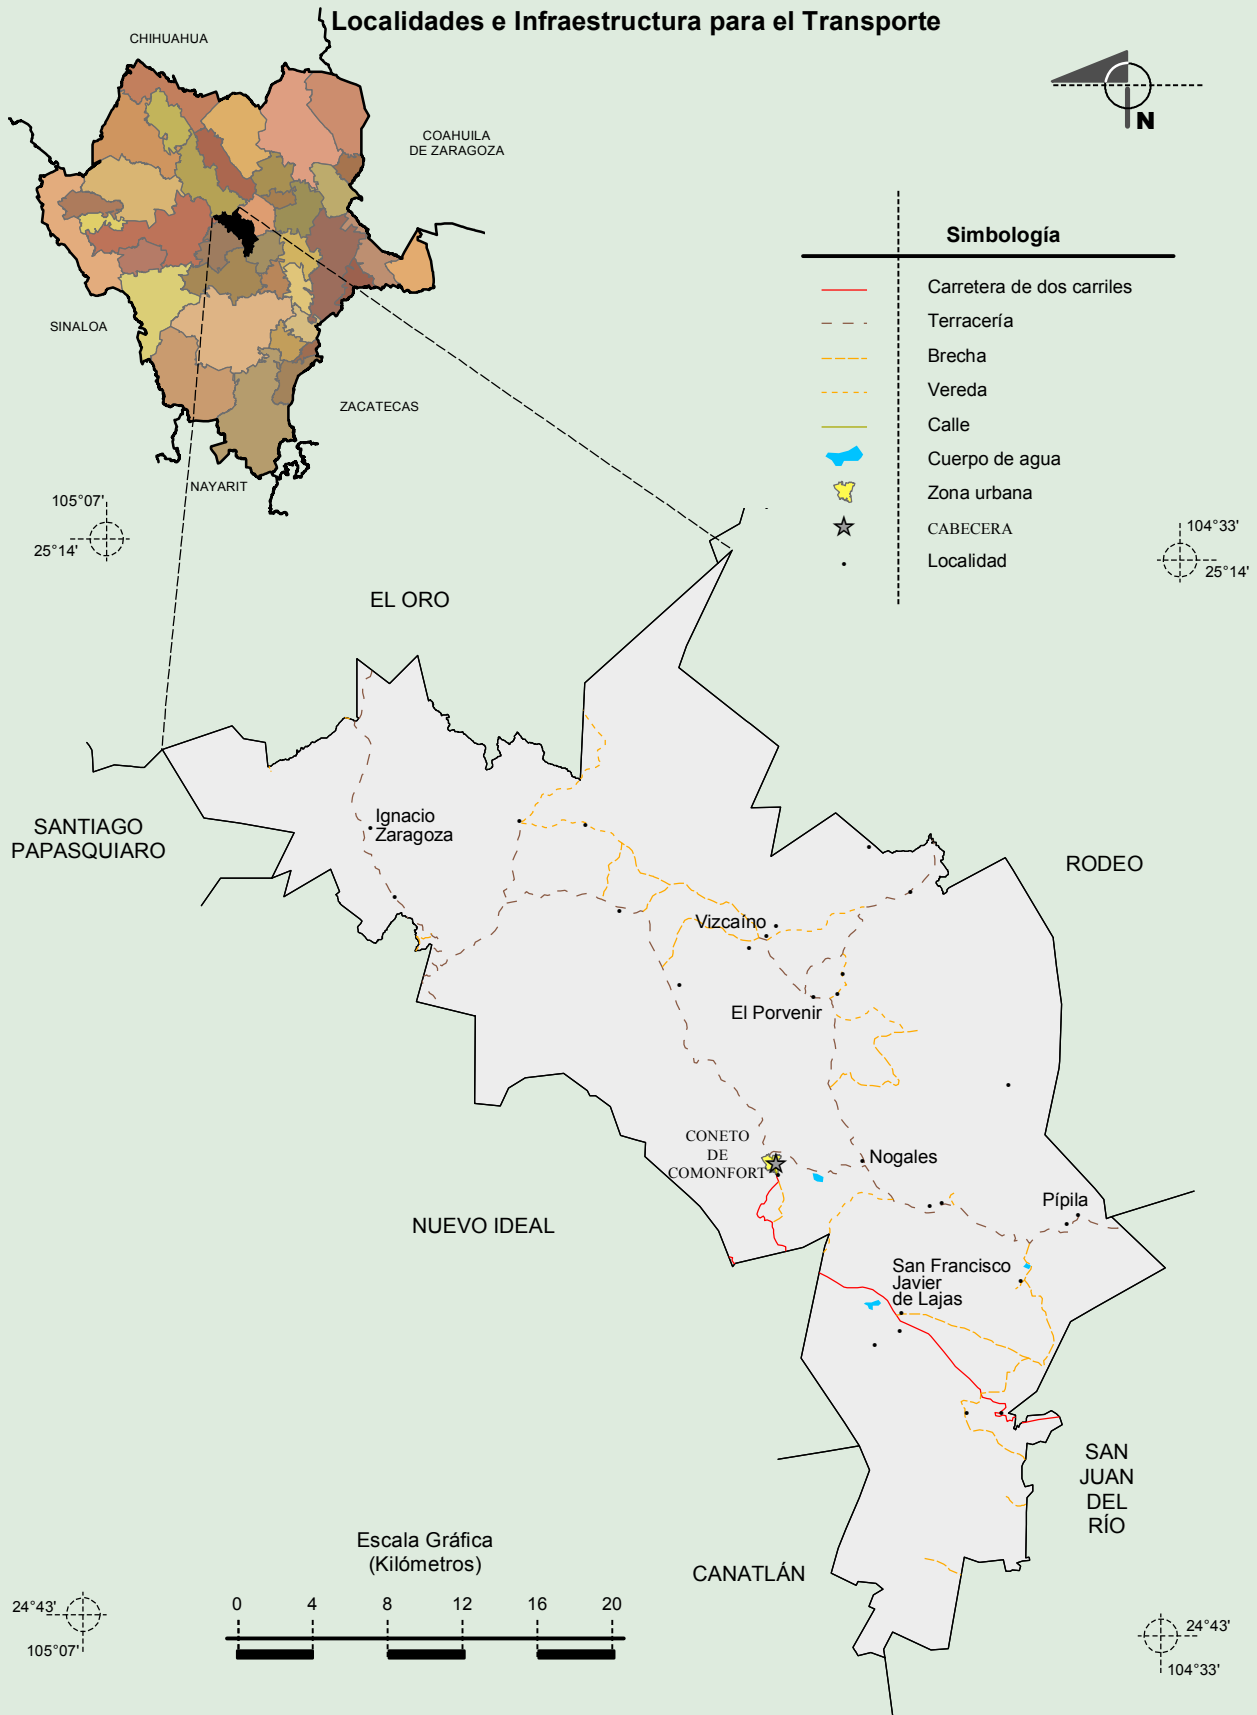 Localidades e Infraestructura para el Transporte
CHIHUAHUA
COAHUILA
DE ZARAGOZA
SINALOA
ZACATECAS
NAYARIT
N
Simbología
Carretera de dos carriles
Terracería
Brecha
Vereda
Calle
Cuerpo de agua
Zona urbana
CABECERA
Localidad
105°07'
25°14'
104°33'
25°14'
EL ORO
SANTIAGO
PAPASQUIARO
Ignacio
Zaragoza
RODEO
Vizcaíno
El Porvenir
CONETO
DE
COMONFORT
Nogales
Pípila
NUEVO IDEAL
San Francisco
Javier
de Lajas
SAN
JUAN
DEL
RÍO
CANATLÁN
Escala Gráfica
(Kilómetros)
0 4 8 12 16 20
24°43'
105°07'
24°43'
104°33'